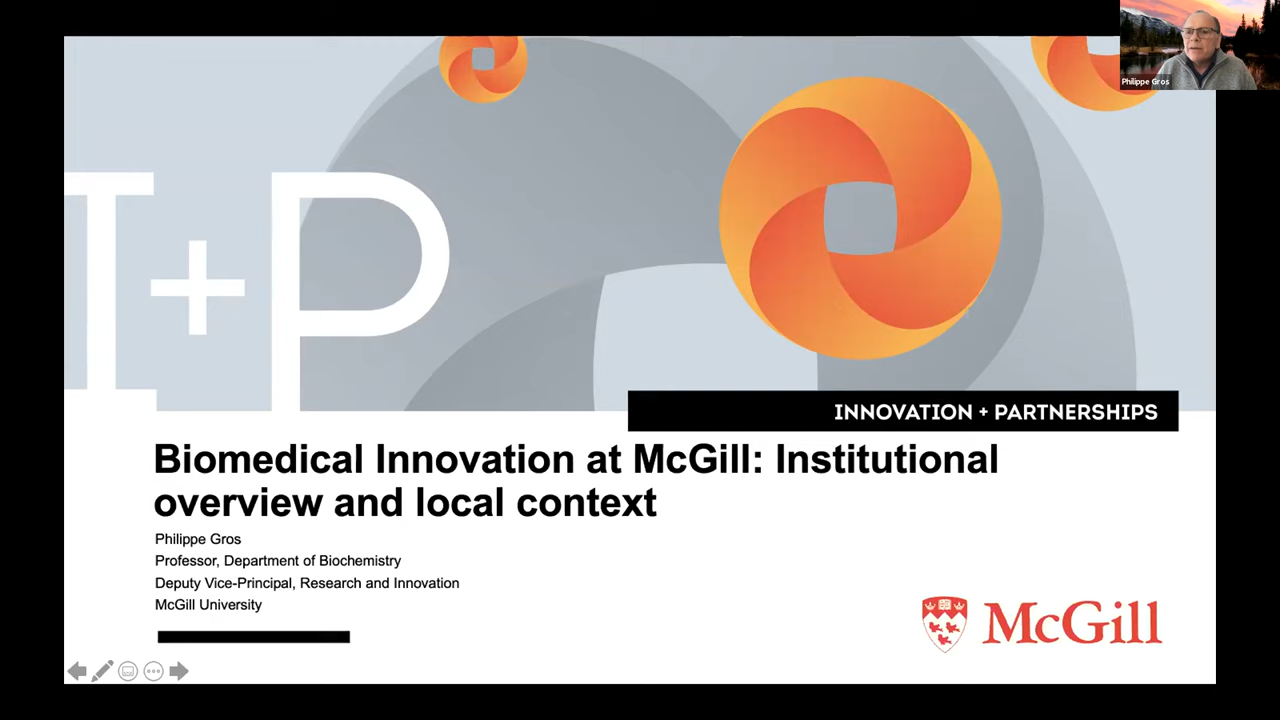 Philippe Gros
I+P
INNOVATION + PARTNERSHIPS
Biomedical Innovation at McGill: Institutional
overview and local context
Philippe Gros
Professor, Department of Biochemistry
Deputy Vice-Principal, Research and Innovation
McGill University
McGill